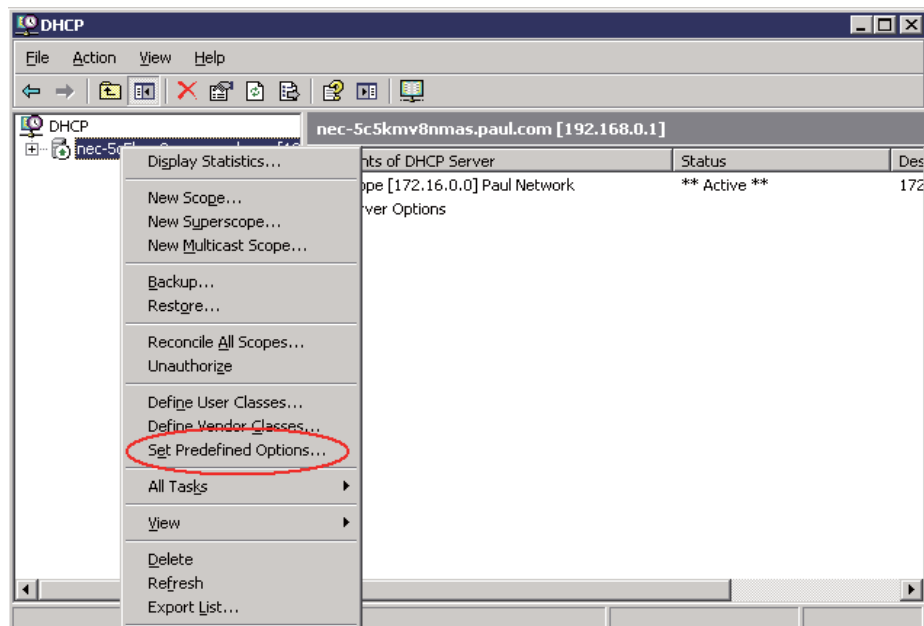 DHCP
File Action View Help
DHCP
nec-5c5kmv8nmas.paul.com [192.168.0.1]
Status
** Active **
172
Display Statistics...
New Scope...
New Superscope...
New Multicast Scope...
Backup...
Restore...
Reconcile All Scopes...
Unauthorize
Define User Classes...
Define Vendor Classes...
Set Predefined Options...
All Tasks
View
Delete
Refresh
Export List...
nts of DHCP Server
ope [172.16.0.0] Paul Network
rver Options
Des